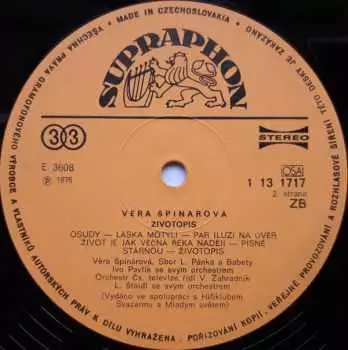 MADE IN CZECHOSLOVAKIA
VŠECHNA PRÁVA GRAMOFONOVÉHO VÝROBCE A VLASTNÍKŮ AUTORSKÝCH PRÁV K DÍLU VYHRAŽENA. POŘIZOVÁNÍ KOPIÍ, VEŘEJNÉ PROVOZOVÁNÍ A ROZHLASOVÉ ŠÍŘENÍ TÉTO DESKY JE ZAKÁZÁNO
SUPRAPHON
33
STEREO
E 3608
OSA
℗ 1975
1 13 1717
2. strana
ZB
VĚRA ŠPINAROVÁ
ŽIVOTOPIS
OSUDY — LÁSKA MOTÝLÍ — PÁR ILUZÍ NA ÚVĚR
ŽIVOT JE JAK VĚČNÁ ŘEKA NADĚJÍ — PÍSNĚ
STÁRNOU — ŽIVOTOPIS
Věra Špinarová, Sbor L. Pánka a Babety
Ivo Pavlík se svým orchestrem
Orchestr Čs. televize řídí V. Zahradník
L. Štaidl se svým orchestrem
(Vydáno ve spolupráci s Hifiklubem
Svazarmu a Mladým světem)